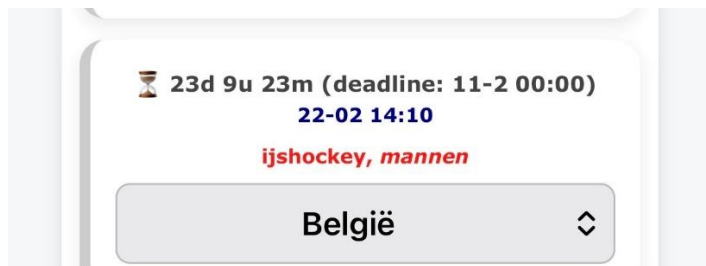 ⏳ 23d 9u 23m (deadline: 11-2 00:00)
22-02 14:10
ijshockey, mannen
België